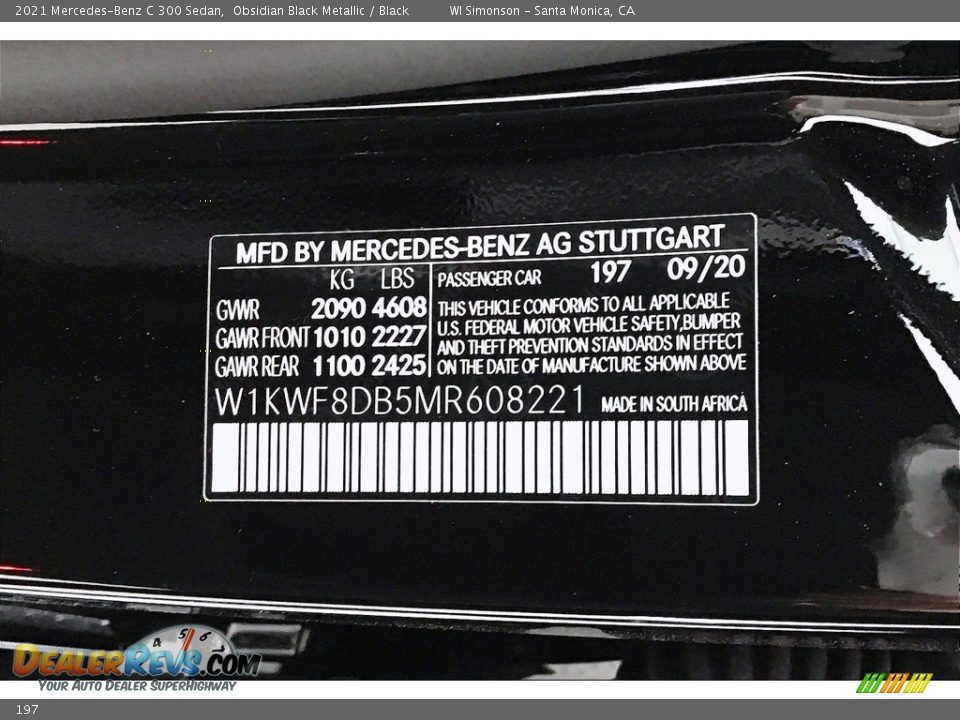 2021 Mercedes-Benz C 300 Sedan, Obsidian Black Metallic / Black WI Simonson - Santa Monica, CA
MFD BY MERCEDES-BENZ AG STUTTGART
KG LBS
GVWR 2090 4608
GAWR FRONT 1010 2227
GAWR REAR 1100 2425
PASSENGER CAR 197 09/20
THIS VEHICLE CONFORMS TO ALL APPLICABLE
U.S. FEDERAL MOTOR VEHICLE SAFETY,BUMPER
AND THEFT PREVENTION STANDARDS IN EFFECT
ON THE DATE OF MANUFACTURE SHOWN ABOVE
W1KWF8DB5MR608221 MADE IN SOUTH AFRICA
4 5 6
DealerRevs.com
Your Auto Dealer SuperHighway
197